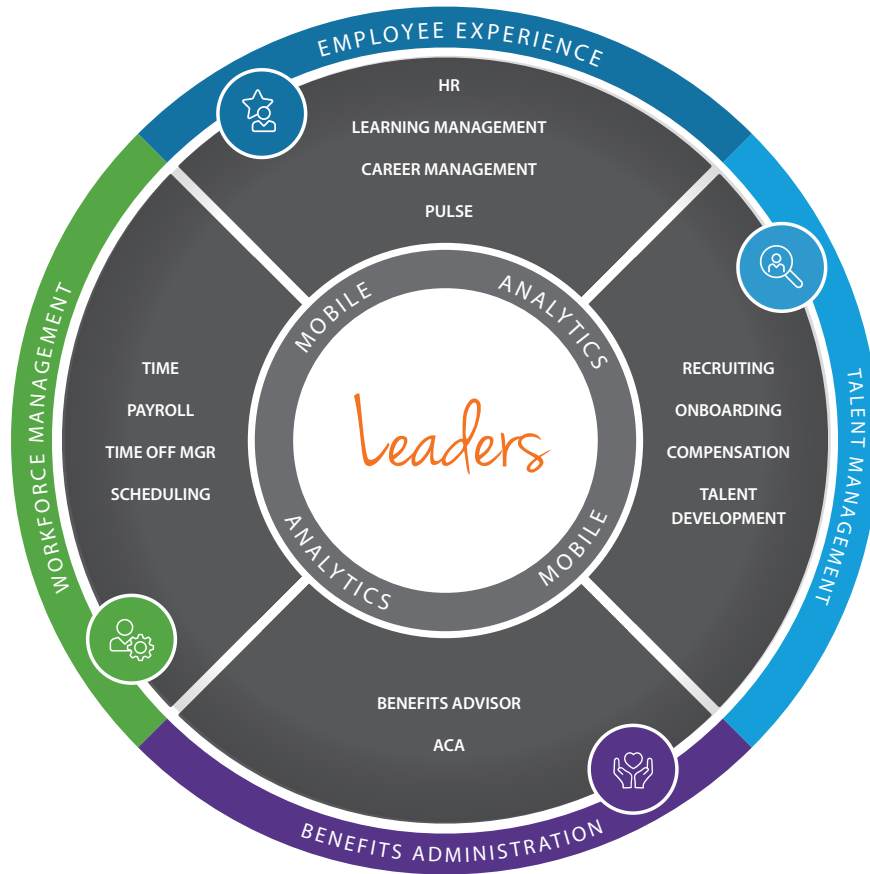 EMPLOYEE EXPERIENCE
HR
LEARNING MANAGEMENT
CAREER MANAGEMENT
PULSE
MOBILE
ANALYTICS
WORKFORCE MANAGEMENT
TIME
PAYROLL
TIME OFF MGR
SCHEDULING
Leaders
RECRUITING
ONBOARDING
COMPENSATION
TALENT
DEVELOPMENT
TALENT MANAGEMENT
ANALYTICS
MOBILE
BENEFITS ADVISOR
ACA
BENEFITS ADMINISTRATION